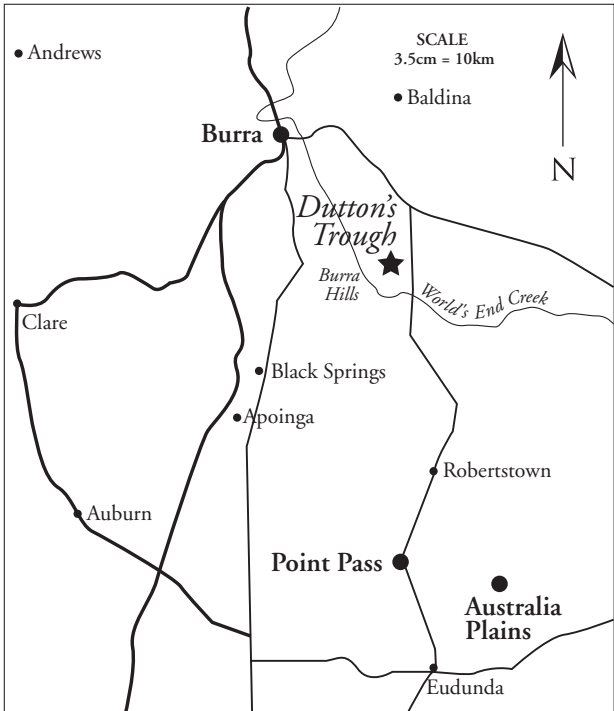 SCALE
3.5cm = 10km
Andrews
Baldina
Burra
N
Dutton's
Trough
Burra
Hills
World's End Creek
Clare
Black Springs
Apoinga
Robertstown
Auburn
Point Pass
Australia
Plains
Eudunda